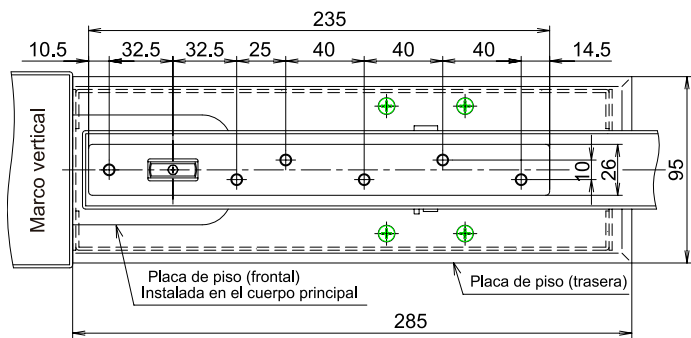 235
10.5 32.5 32.5 25 40 40 40 14.5
Marco vertical
10
26
95
Placa de piso (frontal)
Instalada en el cuerpo principal
Placa de piso (trasera)
285